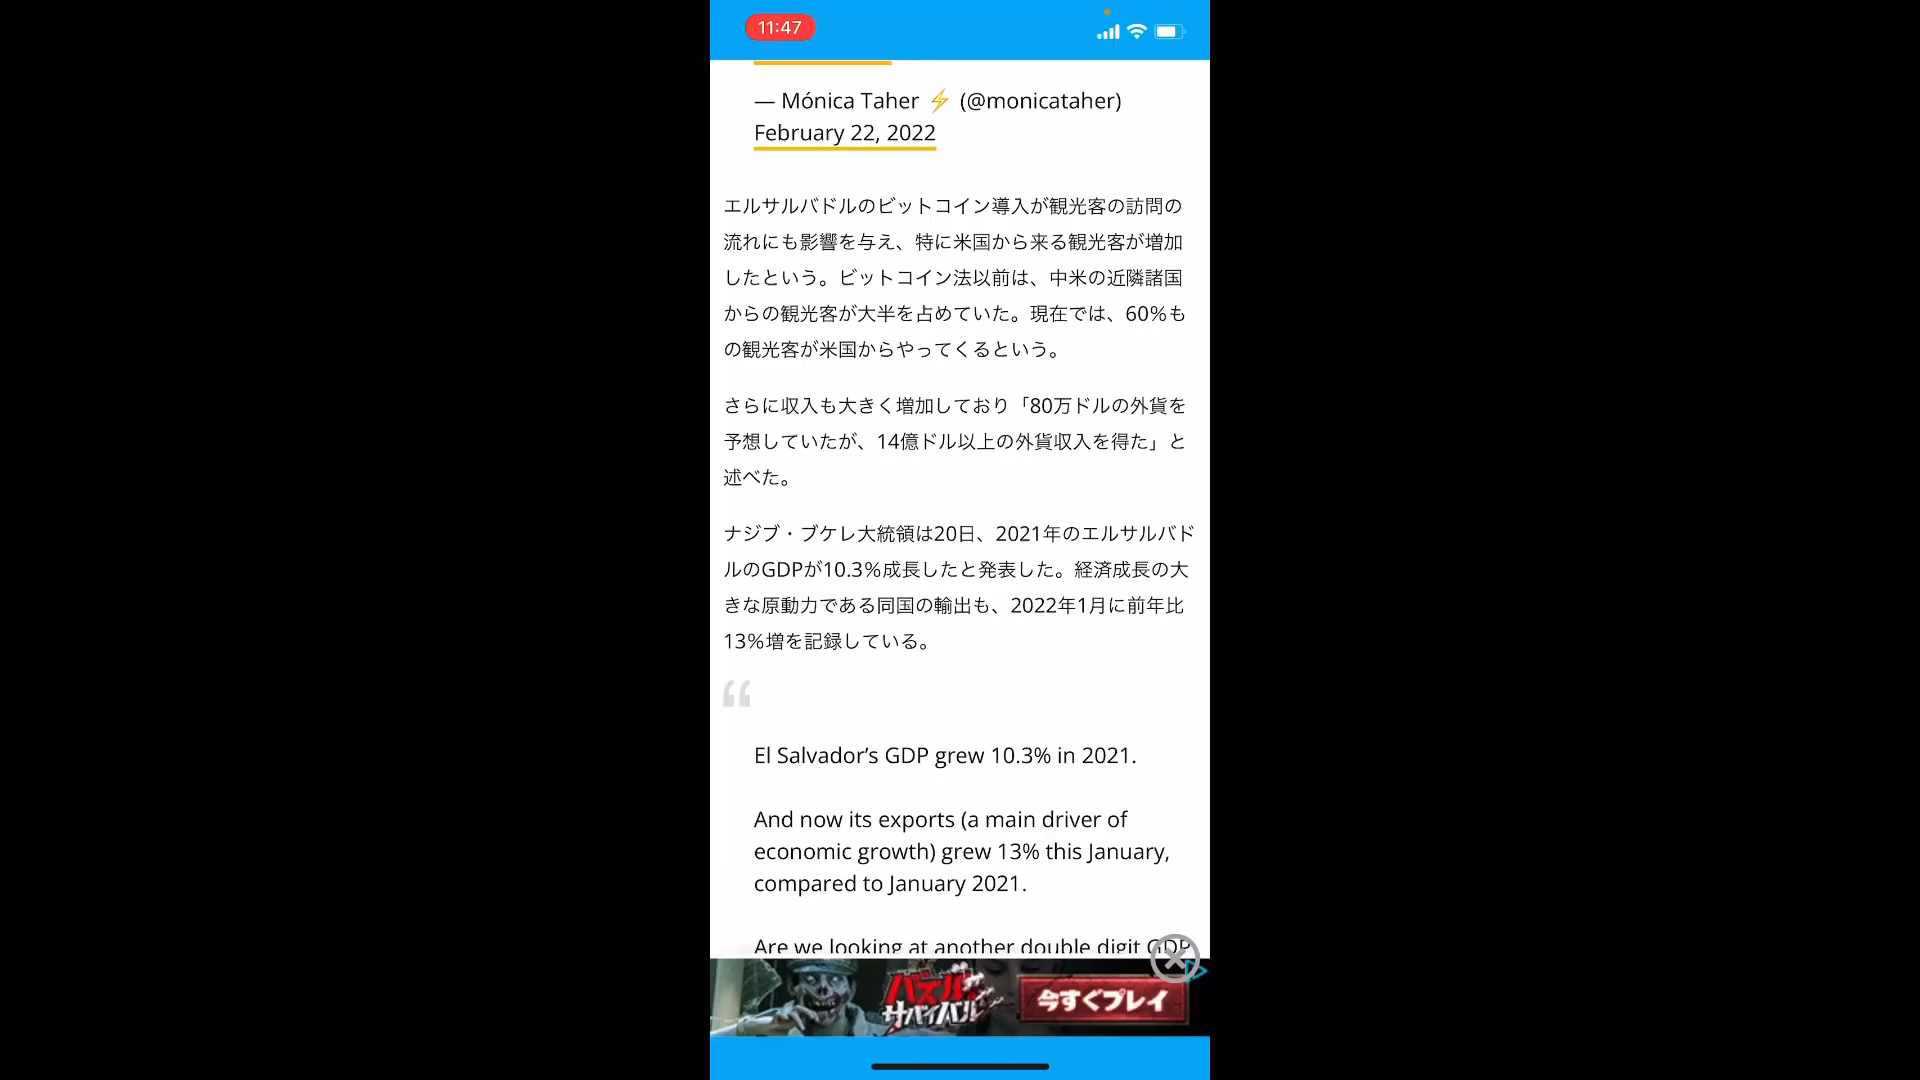 11:47
— Mónica Taher ⚡ (@monicataher)
February 22, 2022
エルサルバドルのビットコイン導入が観光客の訪問の
流れにも影響を与え、特に米国から来る観光客が増加
したという。ビットコイン法以前は、中米の近隣諸国
からの観光客が大半を占めていた。現在では、60%も
の観光客が米国からやってくるという。
さらに収入も大きく増加しており「80万ドルの外貨を
予想していたが、14億ドル以上の外貨収入を得た」と
述べた。
ナジブ・ブケレ大統領は20日、2021年のエルサルバド
ルのGDPが10.3%成長したと発表した。経済成長の大
きな原動力である同国の輸出も、2022年1月に前年比
13%増を記録している。
“
El Salvador’s GDP grew 10.3% in 2021.
And now its exports (a main driver of
economic growth) grew 13% this January,
compared to January 2021.
Are we looking at another double digit GDP
パズル&サバイバル
今すぐプレイ